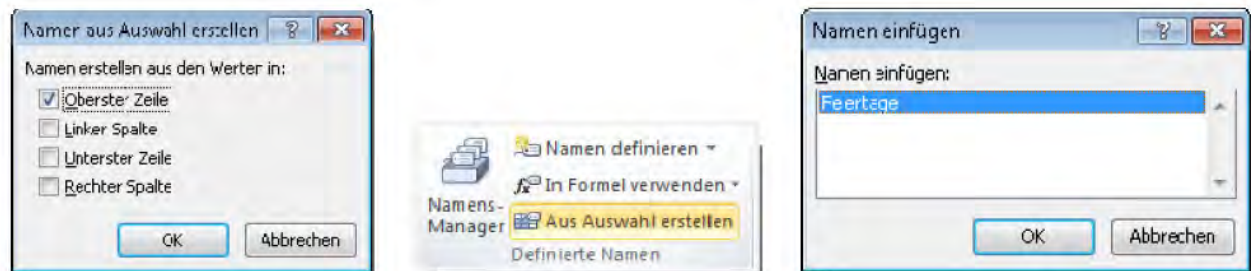 Namen aus Auswahl erstellen
Namen erstellen aus den Werten in:
Oberster Zeile
Linker Spalte
Unterster Zeile
Rechter Spalte
OK
Abbrechen
Namens-
Manager
Namen definieren
In Formel verwenden
Aus Auswahl erstellen
Definierte Namen
Namen einfügen
Namen einfügen:
Feiertage
OK
Abbrechen